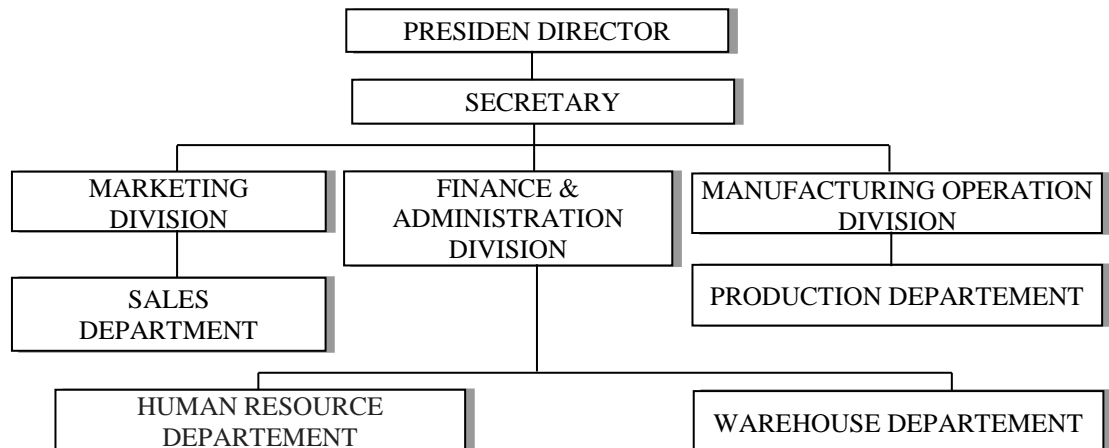 PRESIDEN DIRECTOR
SECRETARY
MARKETING
DIVISION
FINANCE &
ADMINISTRATION
DIVISION
MANUFACTURING OPERATION
DIVISION
SALES
DEPARTMENT
PRODUCTION DEPARTEMENT
HUMAN RESOURCE
DEPARTEMENT
WAREHOUSE DEPARTEMENT